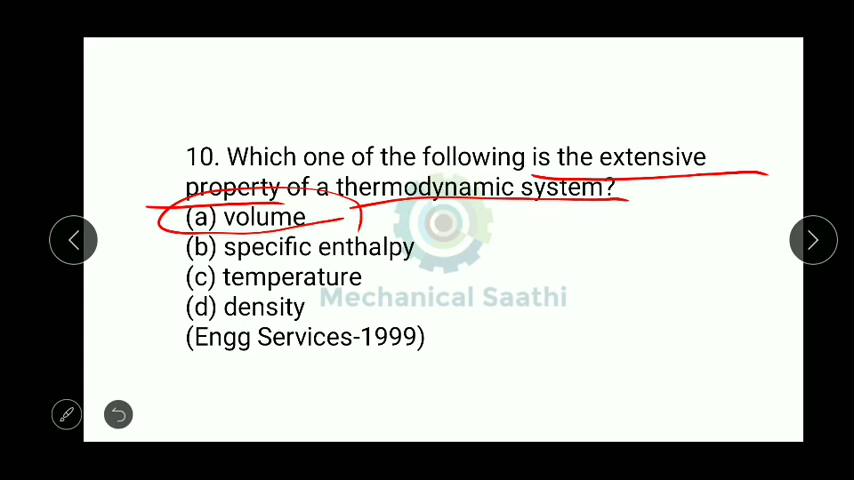 10. Which one of the following is the extensive
property of a thermodynamic system?
(a) volume
(b) specific enthalpy
(c) temperature
Mechanical Saathi
(d) density
(Engg Services-1999)